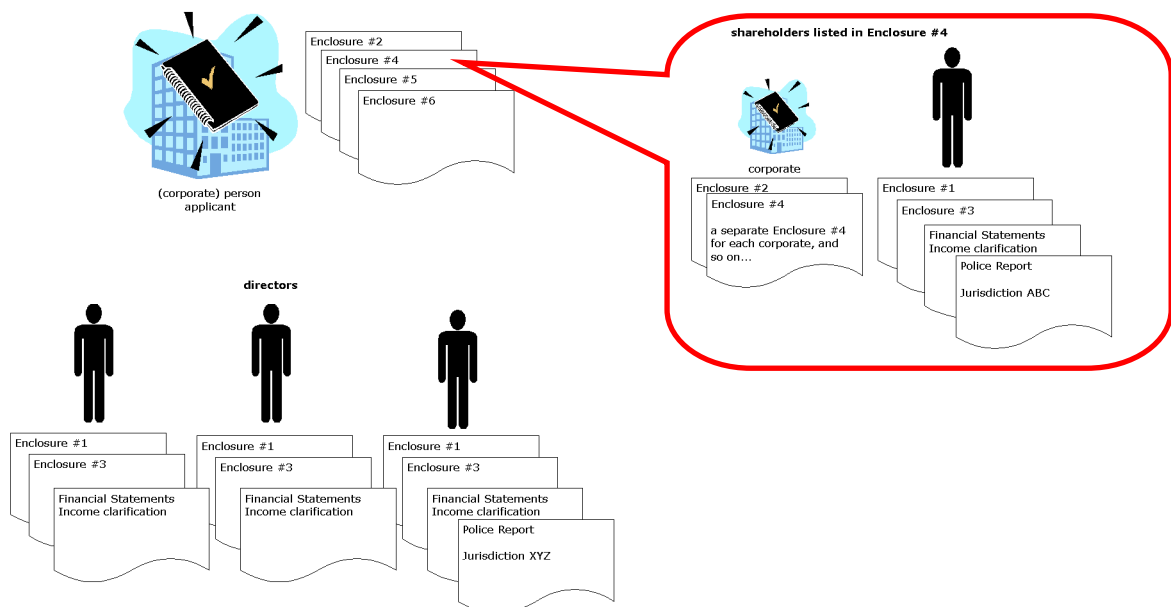 Enclosure #2
Enclosure #4
Enclosure #5
Enclosure #6
(corporate) person
applicant
shareholders listed in Enclosure #4
corporate
Enclosure #2
Enclosure #4
a separate Enclosure #4
for each corporate, and
so on...
Enclosure #1
Enclosure #3
Financial Statements
Income clarification
Police Report
Jurisdiction ABC
directors
Enclosure #1
Enclosure #3
Financial Statements
Income clarification
Enclosure #1
Enclosure #3
Financial Statements
Income clarification
Enclosure #1
Enclosure #3
Financial Statements
Income clarification
Police Report
Jurisdiction XYZ